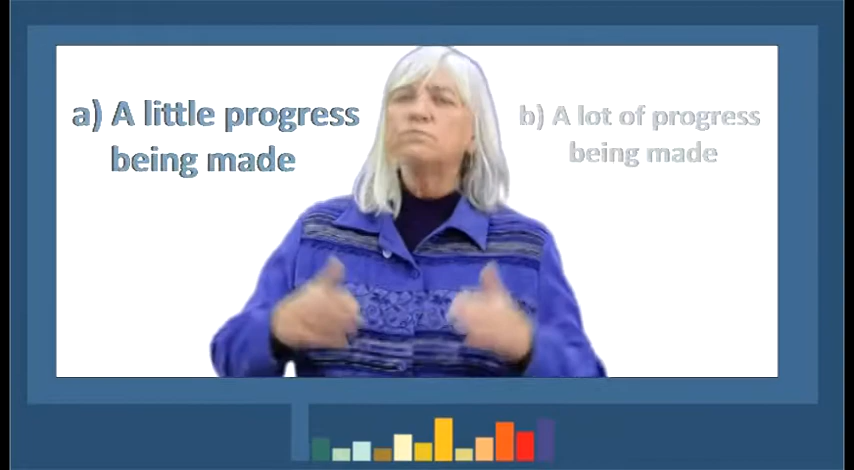 a) A little progress
being made
b) A lot of progress
being made